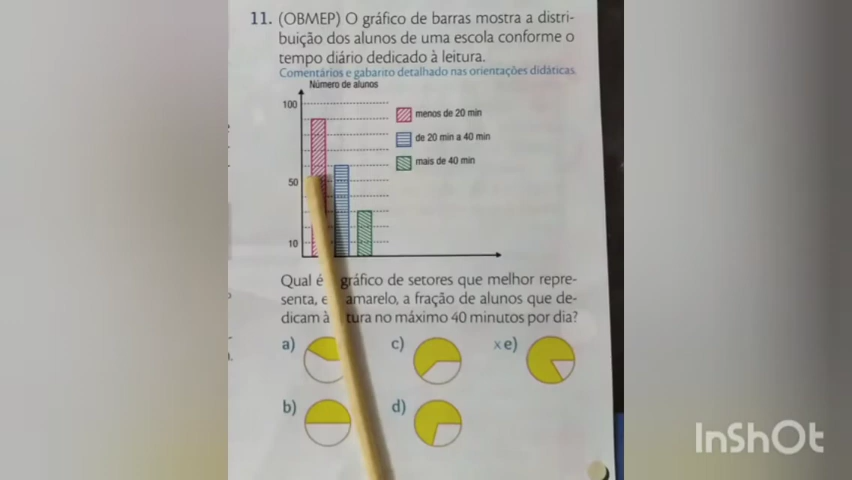 11. (OBMEP) O gráfico de barras mostra a distri-
buição dos alunos de uma escola conforme o
tempo diário dedicado à leitura.
Comentários e gabarito detalhado nas orientações didáticas.
Número de alunos
100
menos de 20 min
de 20 min a 40 min
mais de 40 min
50
10
Qual é gráfico de setores que melhor repre-
senta, e amarelo, a fração de alunos que de-
dicam à tura no máximo 40 minutos por dia?
a) c) x e)
b) d)
InShOt